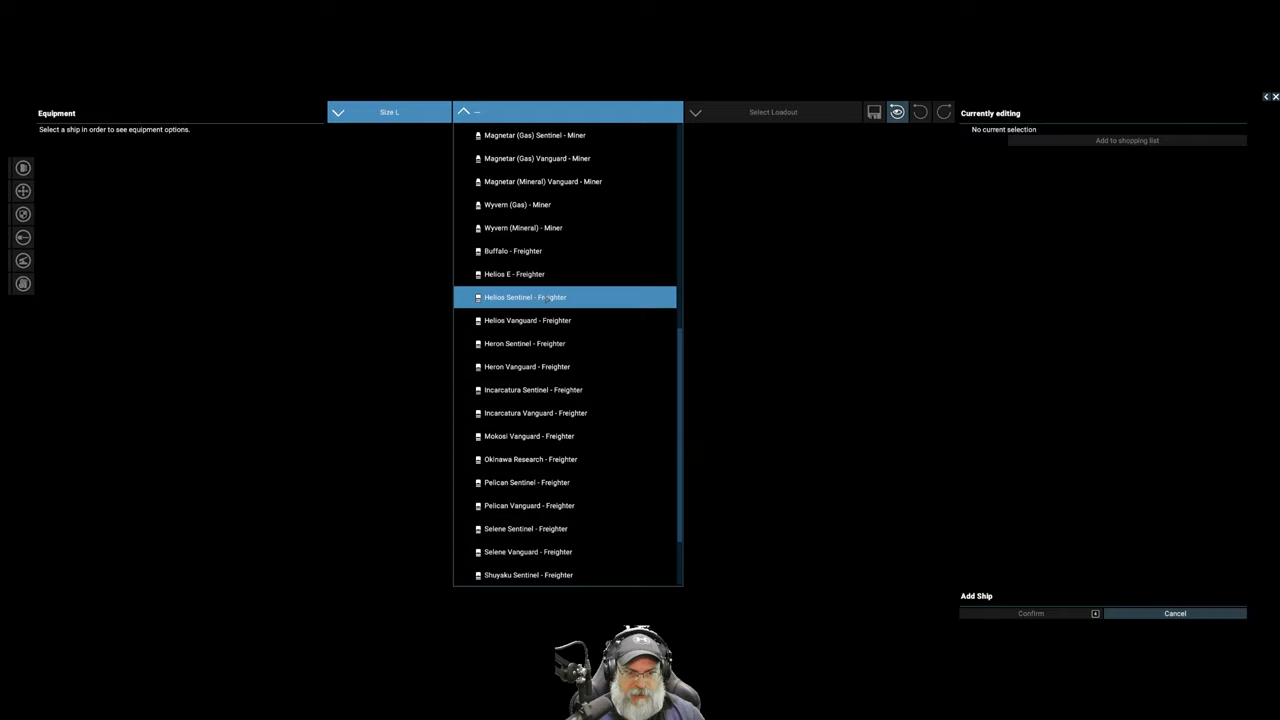 Equipment
Select a ship in order to see equipment options.
Size L
--
Select Loadout
Currently editing
No current selection
Add to shopping list
Magnetar (Gas) Sentinel - Miner
Magnetar (Gas) Vanguard - Miner
Magnetar (Mineral) Vanguard - Miner
Wyvern (Gas) - Miner
Wyvern (Mineral) - Miner
Buffalo - Freighter
Helios E - Freighter
Helios Sentinel - Freighter
Helios Vanguard - Freighter
Heron Sentinel - Freighter
Heron Vanguard - Freighter
Incarcatura Sentinel - Freighter
Incarcatura Vanguard - Freighter
Mokosi Vanguard - Freighter
Okinawa Research - Freighter
Pelican Sentinel - Freighter
Pelican Vanguard - Freighter
Selene Sentinel - Freighter
Selene Vanguard - Freighter
Shuyaku Sentinel - Freighter
Add Ship
Confirm
Cancel